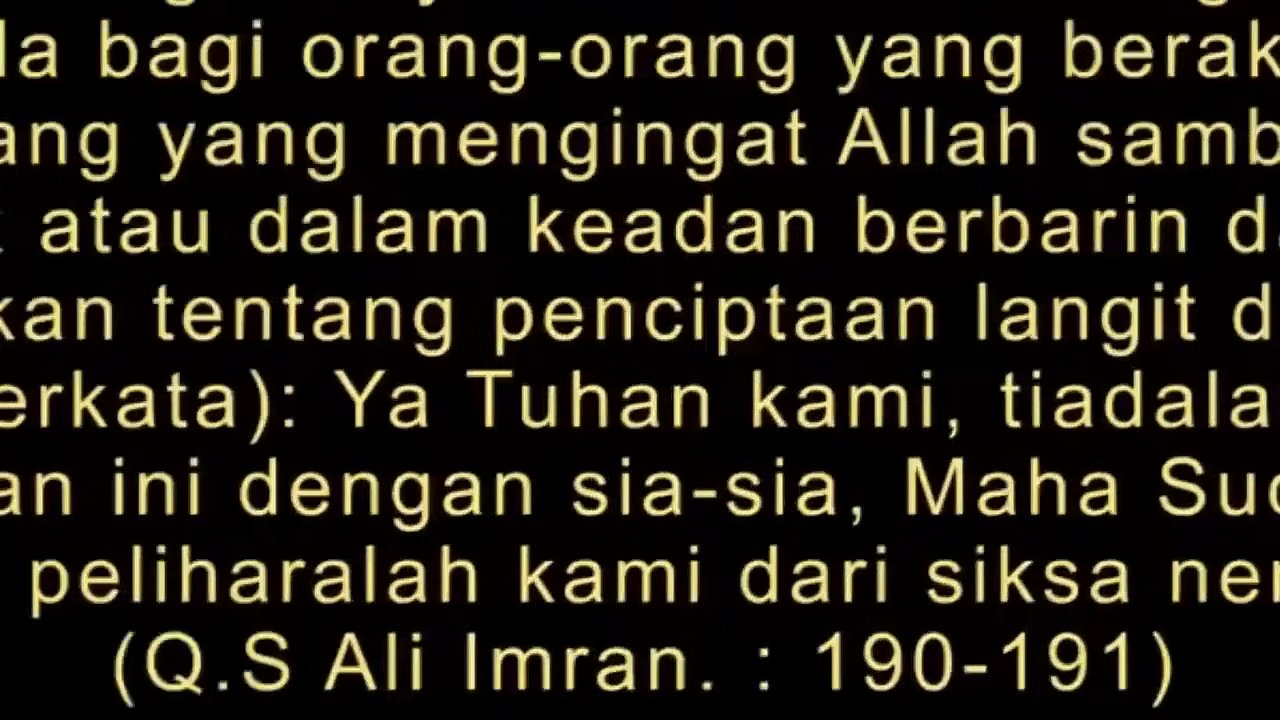 la bagi orang-orang yang berak
ang yang mengingat Allah samb
atau dalam keadan berbarin d
kan tentang penciptaan langit d
erkata): Ya Tuhan kami, tiadala
an ini dengan sia-sia, Maha Suc
peliharalah kami dari siksa ner
(Q.S Ali Imran. : 190-191)